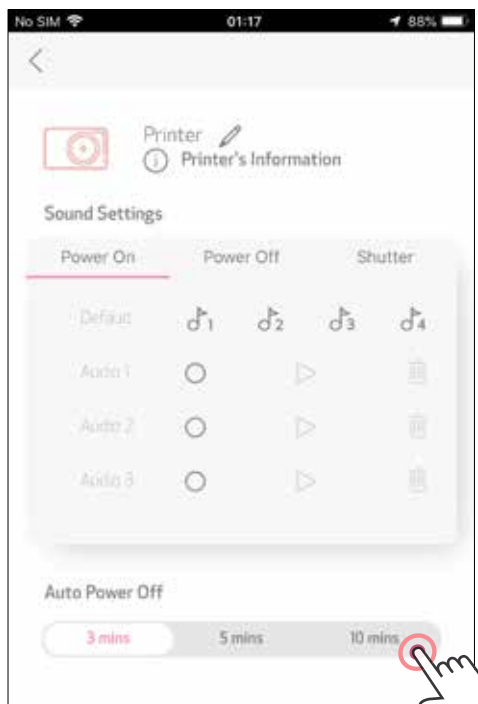 No SIM 01:17 88%
Printer
Printer's Information
Sound Settings
Power On Power Off Shutter
Default 1 2 3 4
Audio 1
Audio 2
Audio 3
Auto Power Off
3 mins 5 mins 10 mins